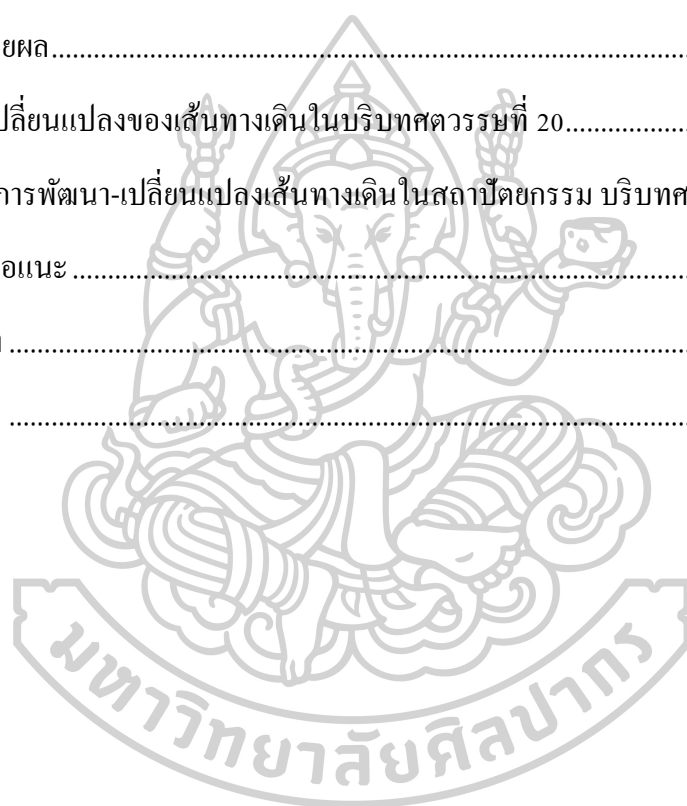 ยผล
ปลี่ยนแปลงของเส้นทางเดินในบริบทศตวรรษที่ 20
การพัฒนา-เปลี่ยนแปลงเส้นทางเดินในสถาปัตยกรรม บริบทศ
อแนะ
มหาวิทยาลัยศิลปากร